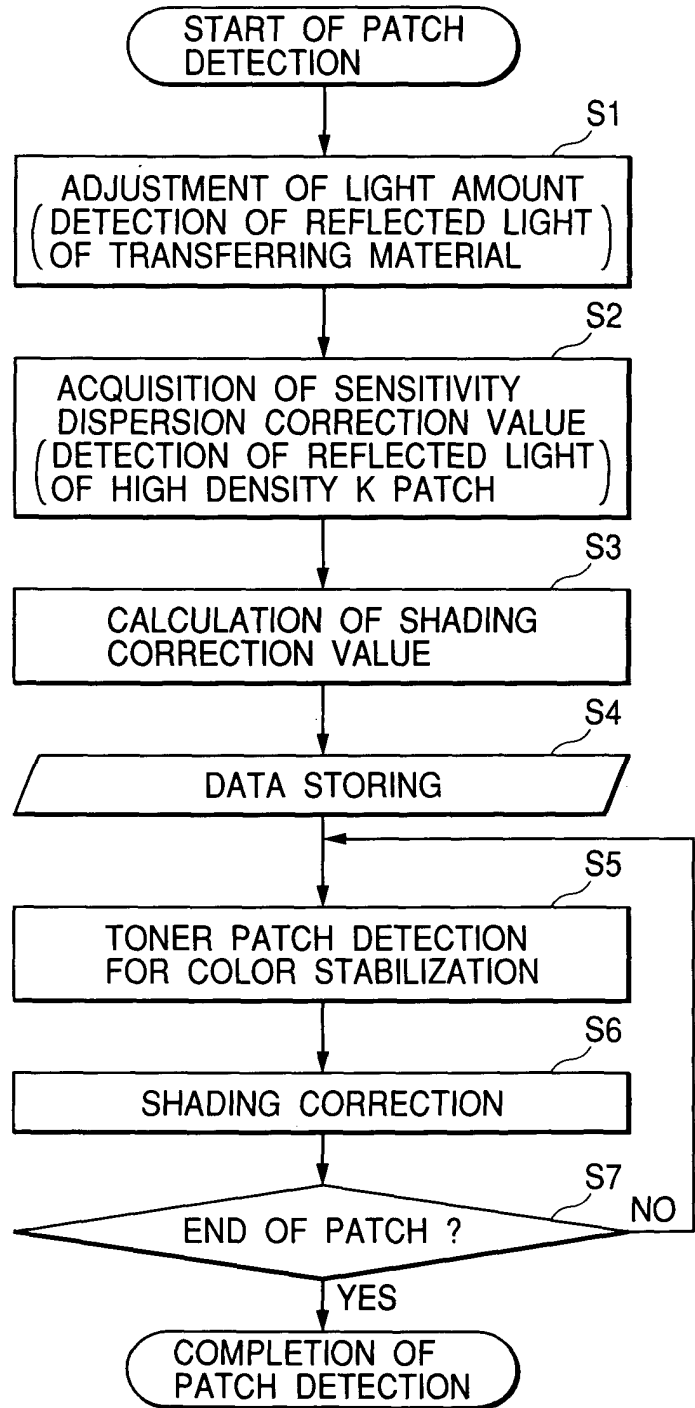 START OF PATCH
DETECTION
S1
ADJUSTMENT OF LIGHT AMOUNT
(DETECTION OF REFLECTED LIGHT
OF TRANSFERRING MATERIAL)
S2
ACQUISITION OF SENSITIVITY
DISPERSION CORRECTION VALUE
(DETECTION OF REFLECTED LIGHT
OF HIGH DENSITY K PATCH)
S3
CALCULATION OF SHADING
CORRECTION VALUE
S4
DATA STORING
S5
TONER PATCH DETECTION
FOR COLOR STABILIZATION
S6
SHADING CORRECTION
S7
END OF PATCH ?
NO
YES
COMPLETION OF
PATCH DETECTION